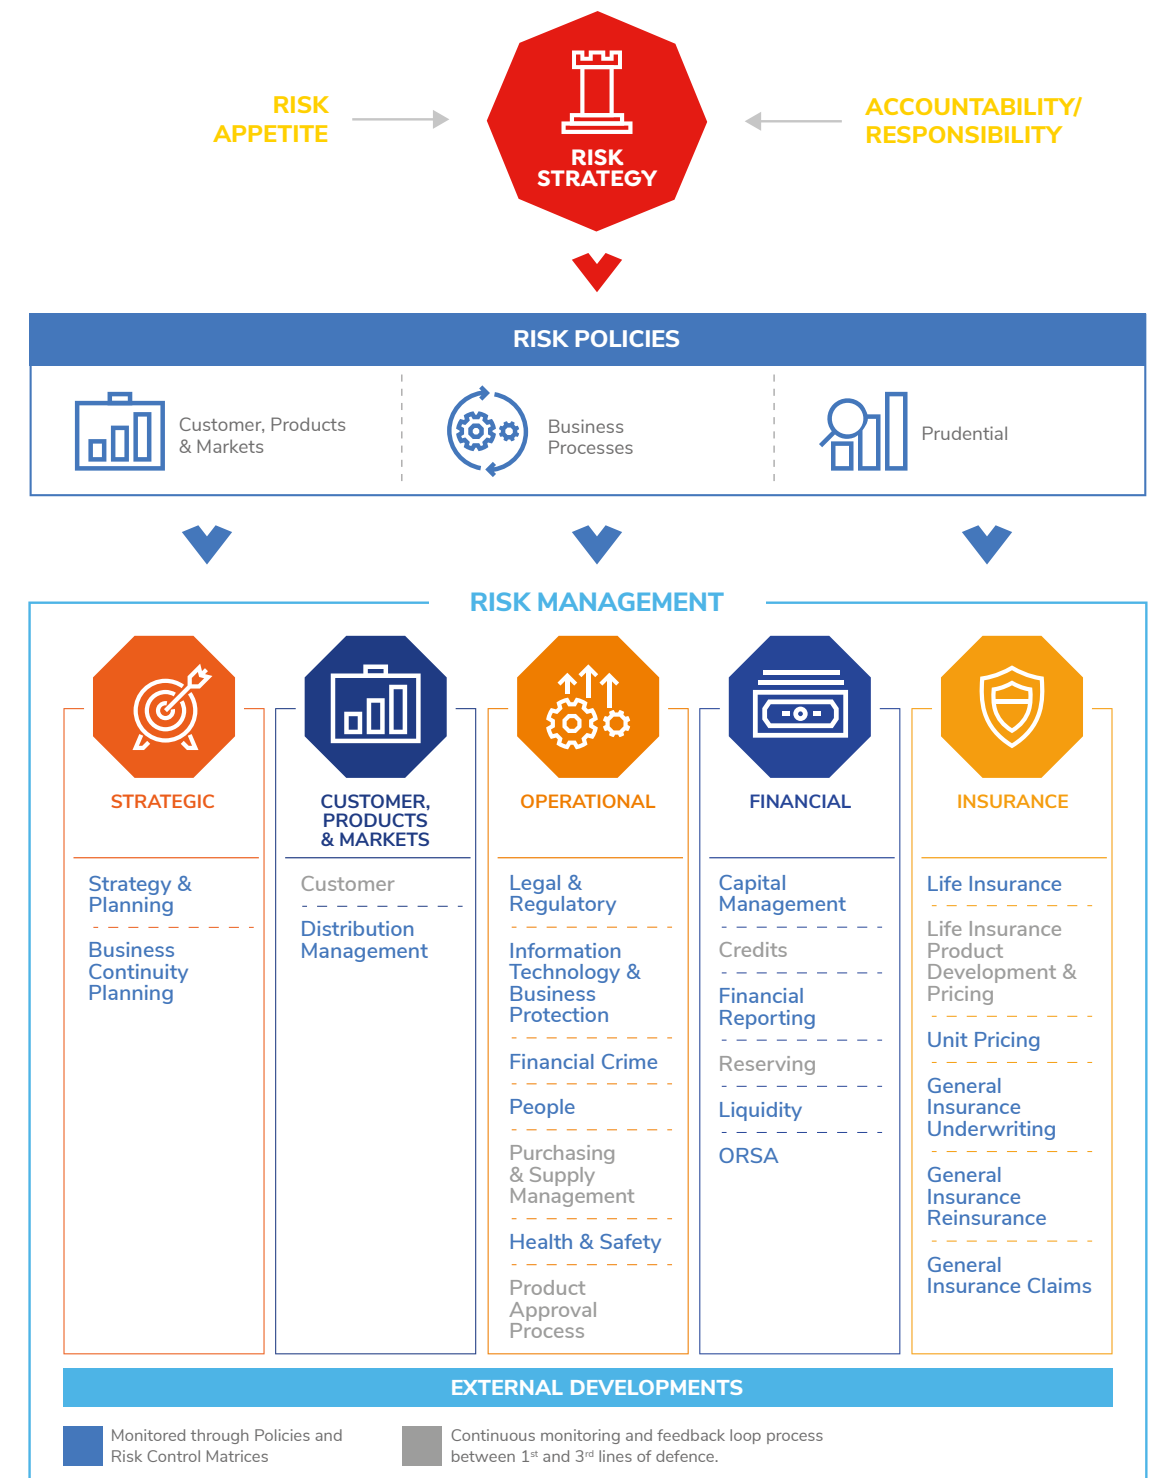 RISK
APPETITE
RISK
STRATEGY
ACCOUNTABILITY/
RESPONSIBILITY
RISK POLICIES
Customer, Products
& Markets
Business
Processes
Prudential
RISK MANAGEMENT
STRATEGIC
Strategy &
Planning
Business
Continuity
Planning
CUSTOMER,
PRODUCTS
& MARKETS
Customer
Distribution
Management
OPERATIONAL
Legal &
Regulatory
Information
Technology &
Business
Protection
Financial Crime
People
Purchasing
& Supply
Management
Health & Safety
Product
Approval
Process
FINANCIAL
Capital
Management
Credits
Financial
Reporting
Reserving
Liquidity
ORSA
INSURANCE
Life Insurance
Life Insurance
Product
Development &
Pricing
Unit Pricing
General
Insurance
Underwriting
General
Insurance
Reinsurance
General
Insurance Claims
EXTERNAL DEVELOPMENTS
Monitored through Policies and
Risk Control Matrices
Continuous monitoring and feedback loop process
between 1st and 3rd lines of defence.